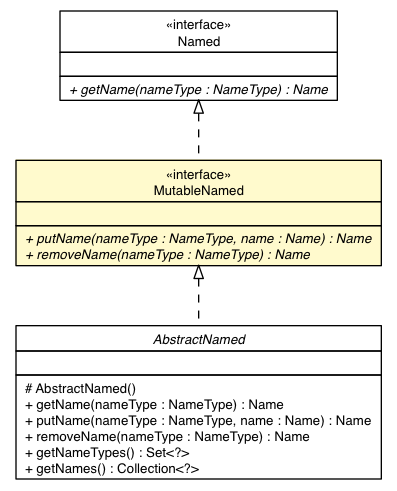 «interface»
Named
+ getName(nameType : NameType) : Name
«interface»
MutableNamed
+ putName(nameType : NameType, name : Name) : Name
+ removeName(nameType : NameType) : Name
AbstractNamed
# AbstractNamed()
+ getName(nameType : NameType) : Name
+ putName(nameType : NameType, name : Name) : Name
+ removeName(nameType : NameType) : Name
+ getNameTypes() : Set<?>
+ getNames() : Collection<?>